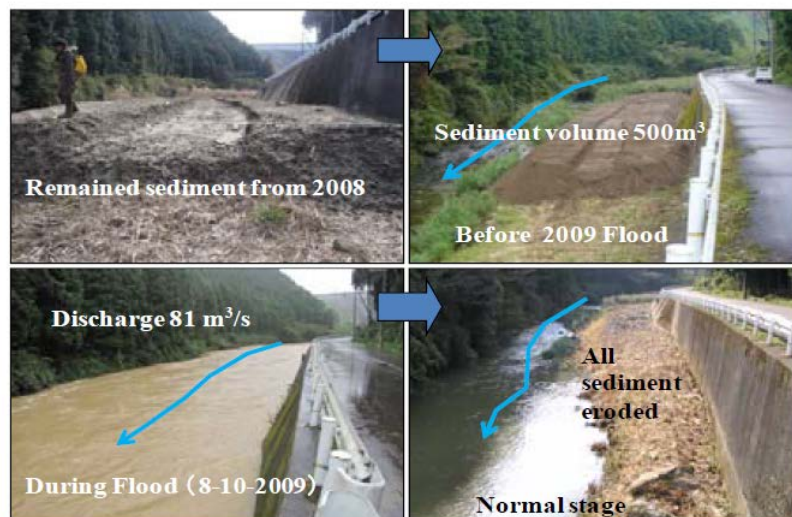 Remained sediment from 2008
Sediment volume 500m³
Before 2009 Flood
Discharge 81 m³/s
During Flood（8-10-2009）
All
sediment
eroded
Normal stage